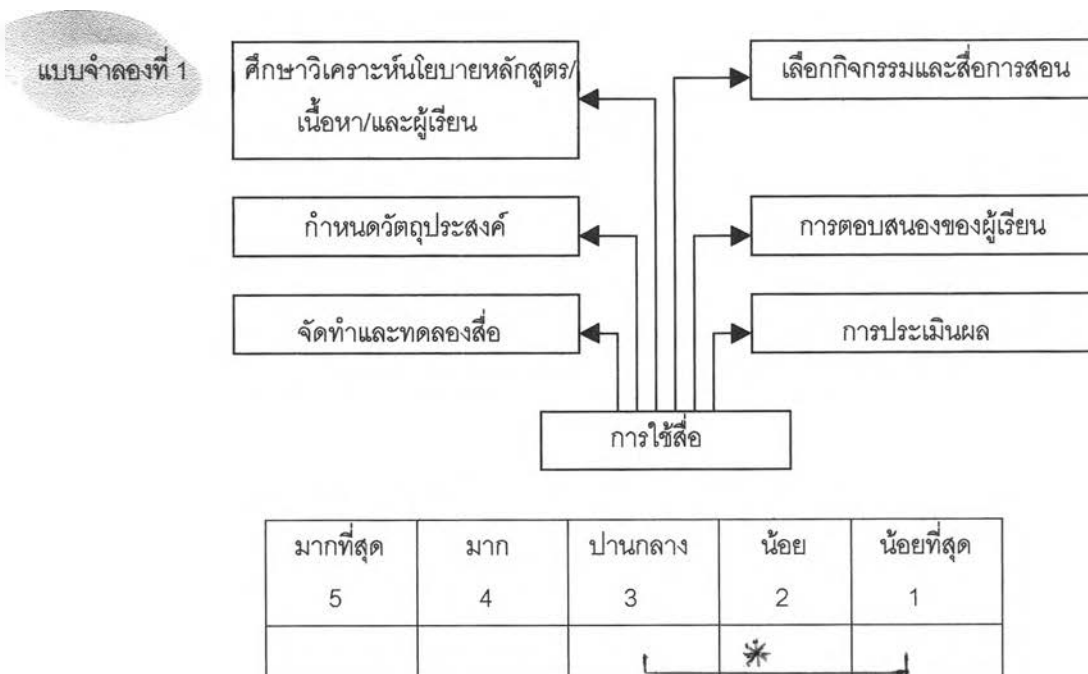 แบบจำลองที่ 1
ศึกษาวิเคราะห์นโยบายหลักสูตร/
เนื้อหา/และผู้เรียน
เลือกกิจกรรมและสื่อการสอน
กำหนดวัตถุประสงค์
การตอบสนองของผู้เรียน
จัดทำและทดลองสื่อ
การประเมินผล
การใช้สื่อ
มากที่สุด มาก ปานกลาง น้อย น้อยที่สุด
5 4 3 2 1
*